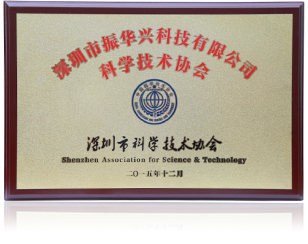 深圳市振华兴科技有限公司
科学技术协会
深圳市科学技术协会
Shenzhen Association for Science & Technology
二〇一五年十二月